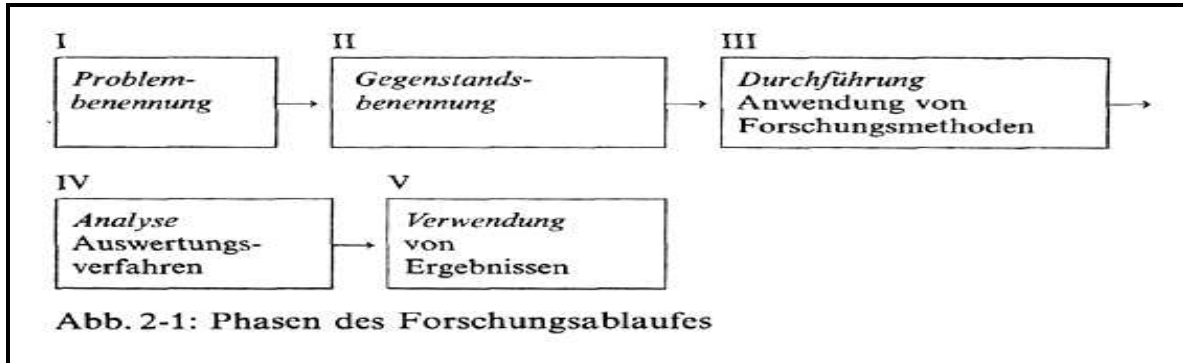 I II III
Problem-
benennung
Gegenstands-
benennung
Durchführung
Anwendung von
Forschungsmethoden
IV V
Analyse
Auswertungs-
verfahren
Verwendung
von
Ergebnissen
Abb. 2-1: Phasen des Forschungsablaufes